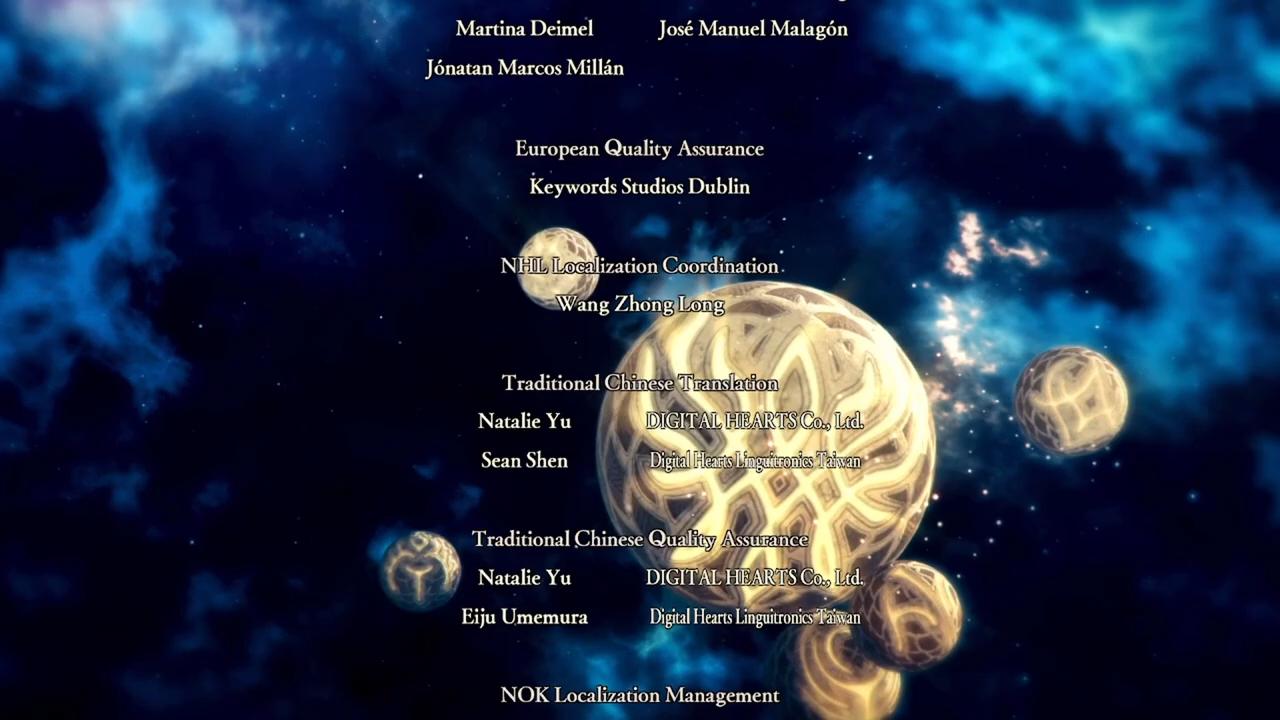 Martina Deimel José Manuel Malagón
Jónatan Marcos Millán
European Quality Assurance
Keywords Studios Dublin
NHL Localization Coordination
Wang Zhong Long
Traditional Chinese Translation
Natalie Yu DIGITAL HEARTS Co., Ltd.
Sean Shen Digital Hearts Linguitronics Taiwan
Traditional Chinese Quality Assurance
Natalie Yu DIGITAL HEARTS Co., Ltd.
Eiju Umemura Digital Hearts Linguitronics Taiwan
NOK Localization Management